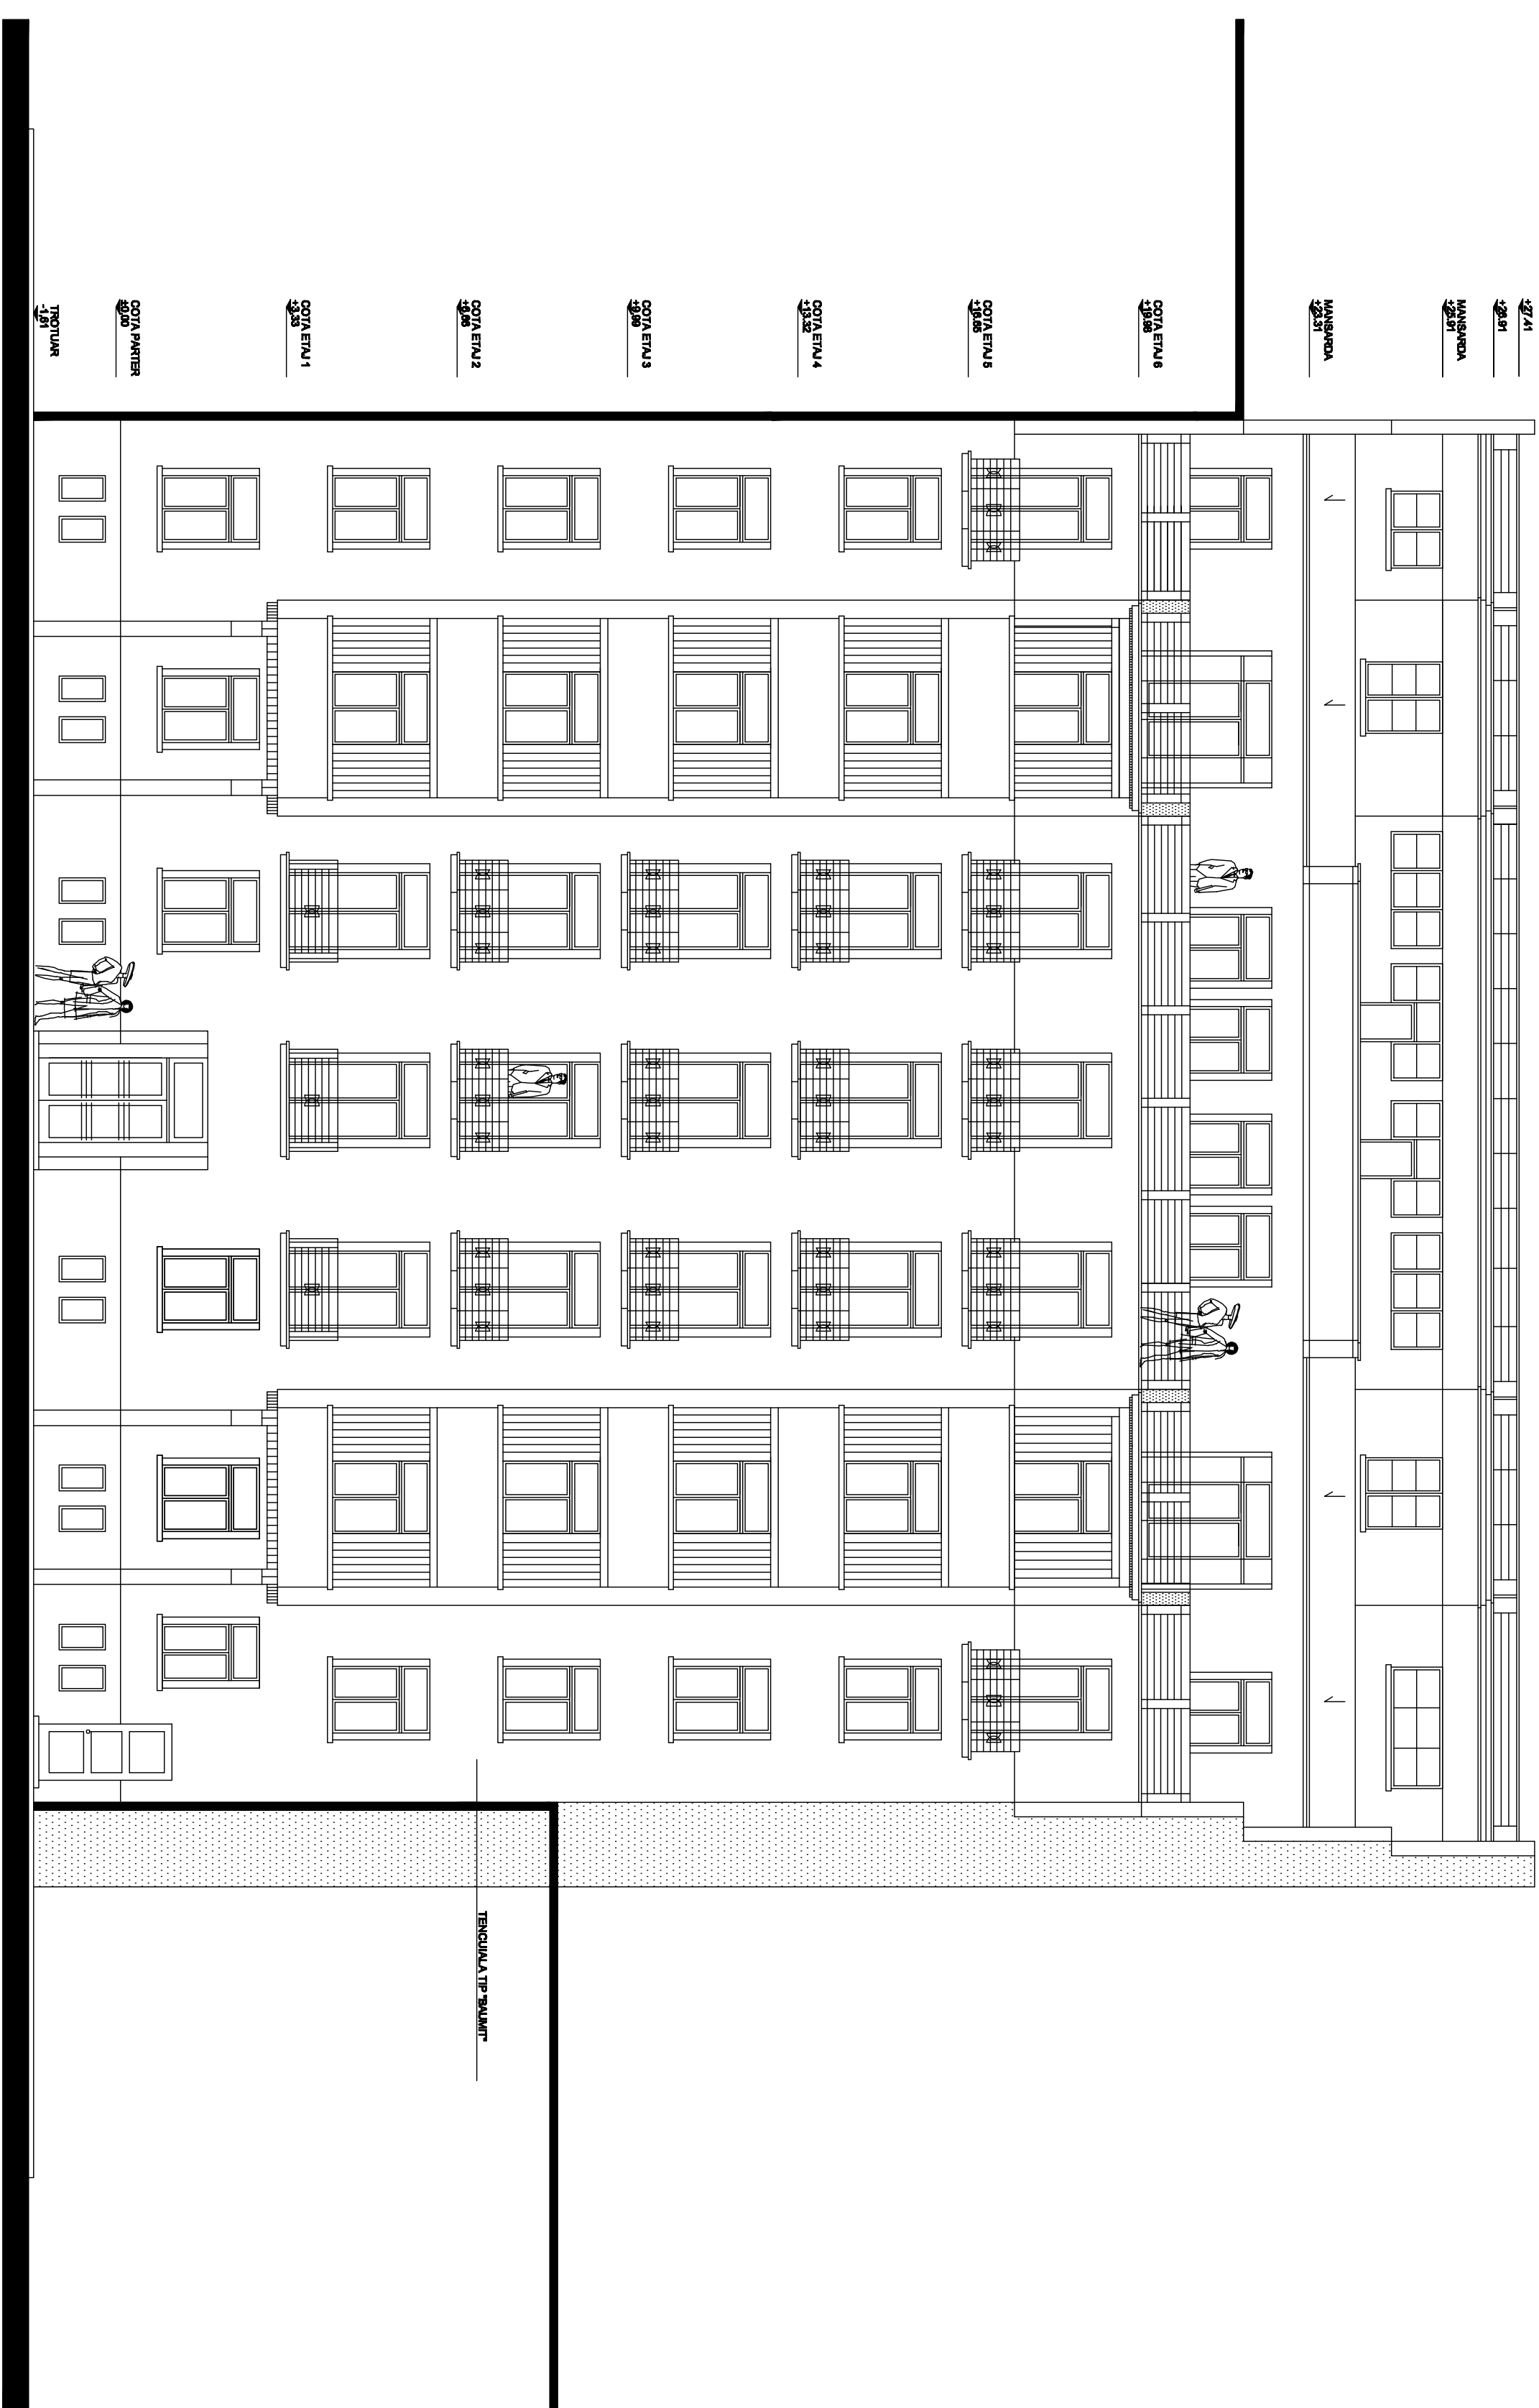 +27.41
+26.91
MANSARDA
+25.91
MANSARDA
+23.31
COTA ETAJ 6
+19.98
COTA ETAJ 5
+16.65
COTA ETAJ 4
+13.32
COTA ETAJ 3
+9.99
COTA ETAJ 2
+6.66
COTA ETAJ 1
+3.33
COTA PARTER
±0.00
TROTUAR
-1.61
TENCUIALA TIP "BAUMIT"